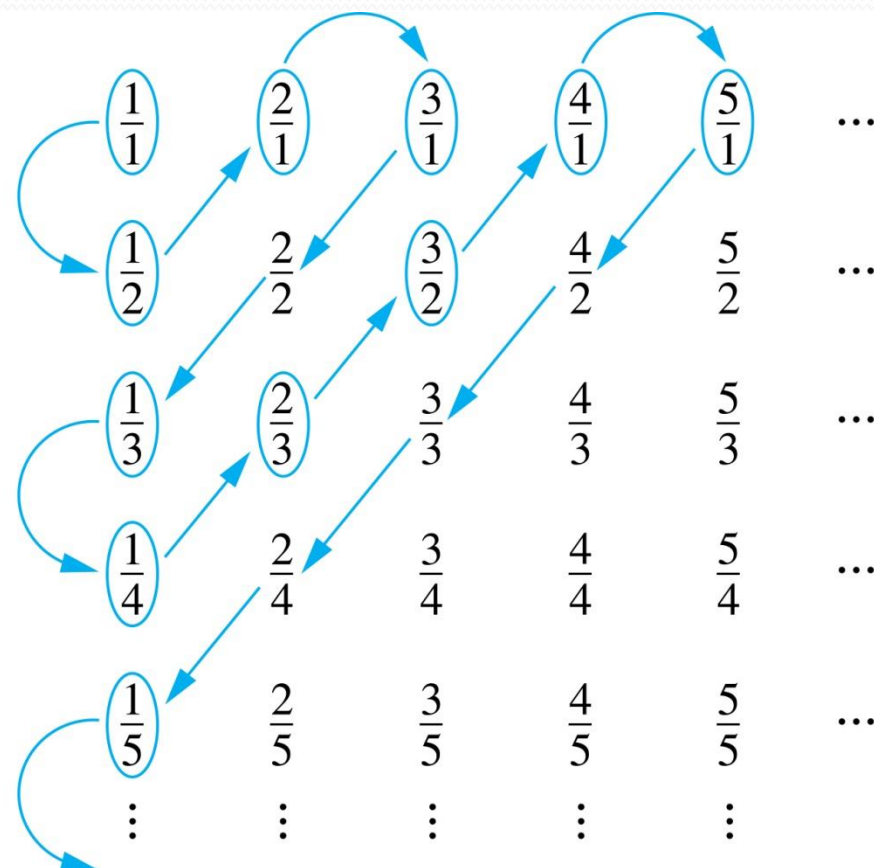 1/1 2/1 3/1 4/1 5/1 ...
1/2 2/2 3/2 4/2 5/2 ...
1/3 2/3 3/3 4/3 5/3 ...
1/4 2/4 3/4 4/4 5/4 ...
1/5 2/5 3/5 4/5 5/5 ...
⋮ ⋮ ⋮ ⋮ ⋮